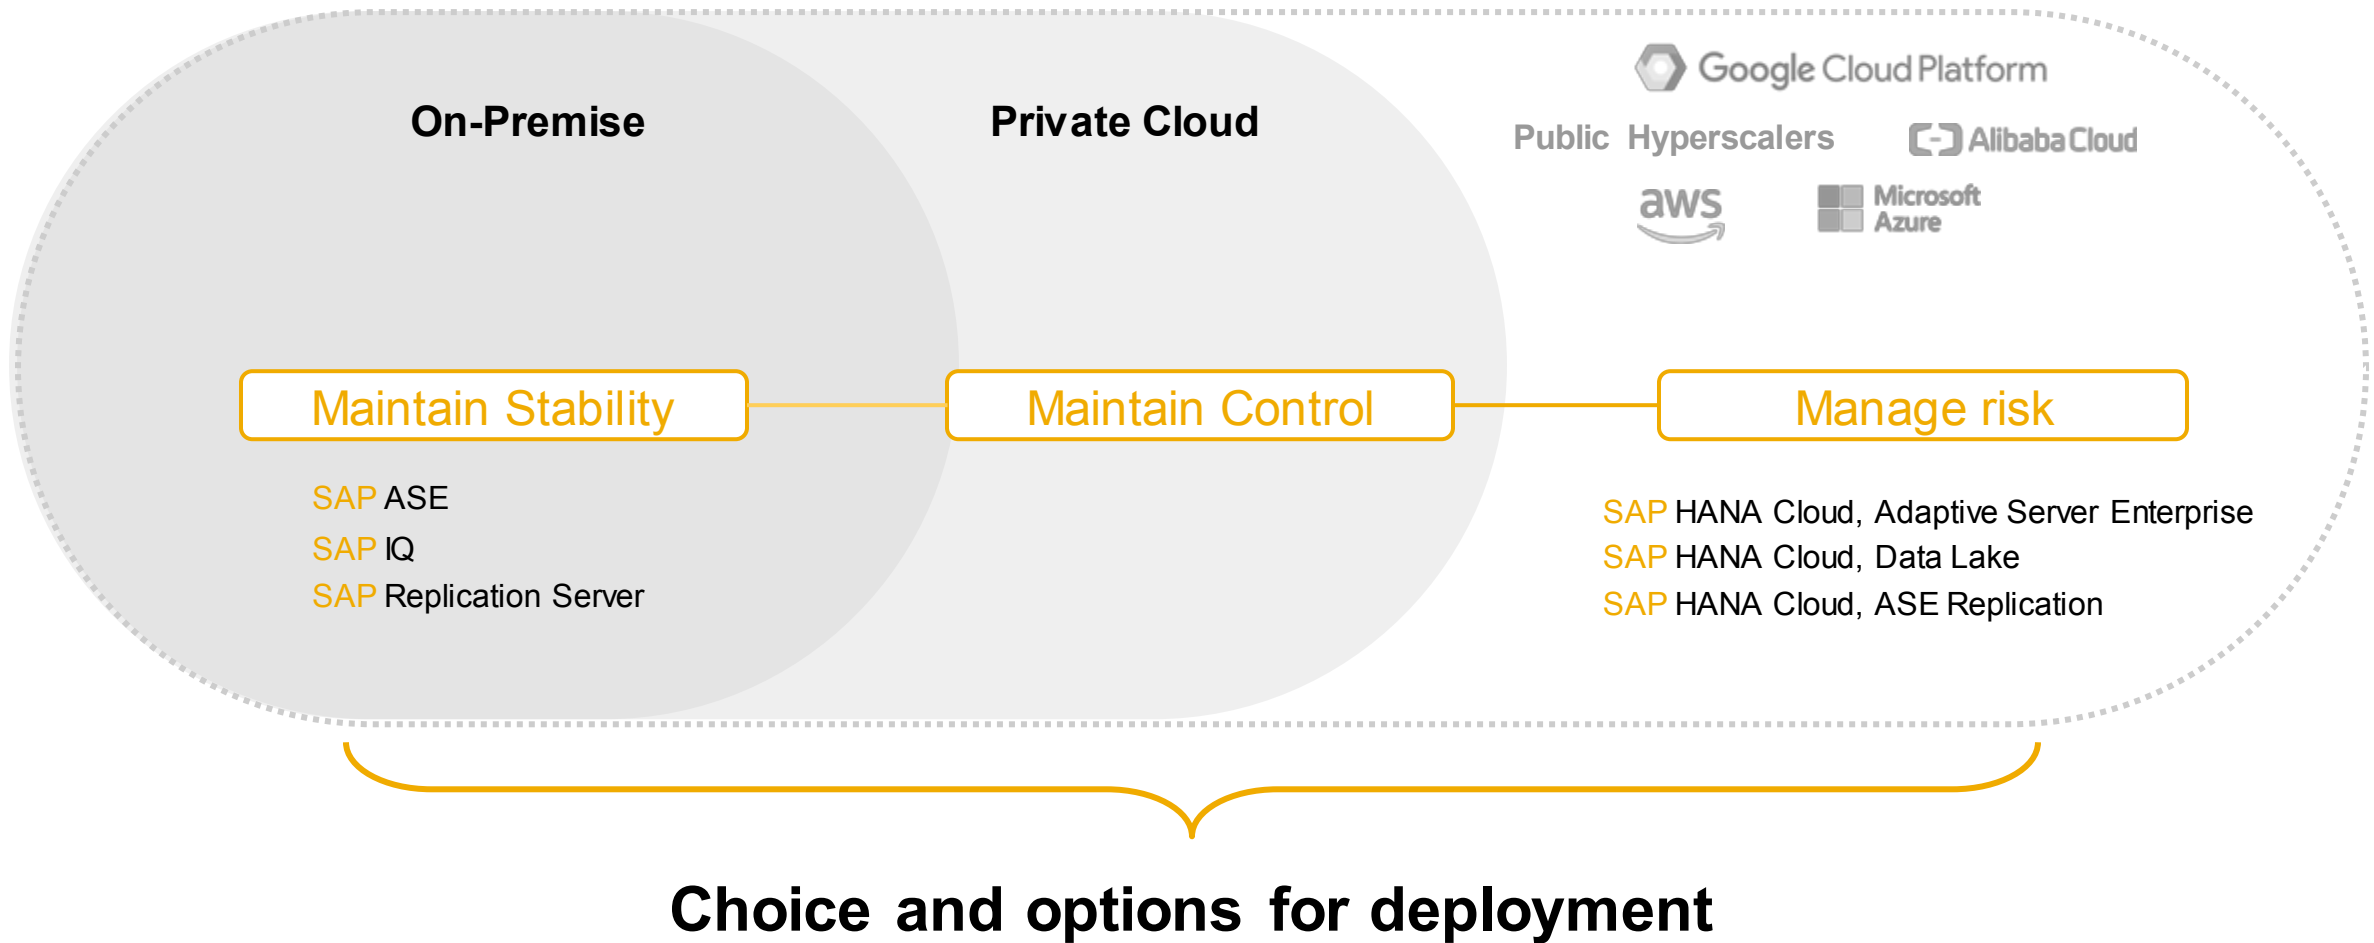 On-Premise
Private Cloud
Google Cloud Platform
Public Hyperscalers
Alibaba Cloud
aws
Microsoft
Azure
Maintain Stability
Maintain Control
Manage risk
SAP ASE
SAP IQ
SAP Replication Server
SAP HANA Cloud, Adaptive Server Enterprise
SAP HANA Cloud, Data Lake
SAP HANA Cloud, ASE Replication
Choice and options for deployment